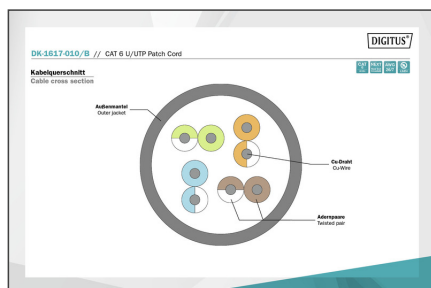 DIGITUS®
DK-1617-010/B // CAT 6 U/UTP Patch Cord
Kabelquerschnitt
Cable cross section
Außenmantel
Outer jacket
Cu-Draht
Cu-Wire
Adernpaare
Twisted pair